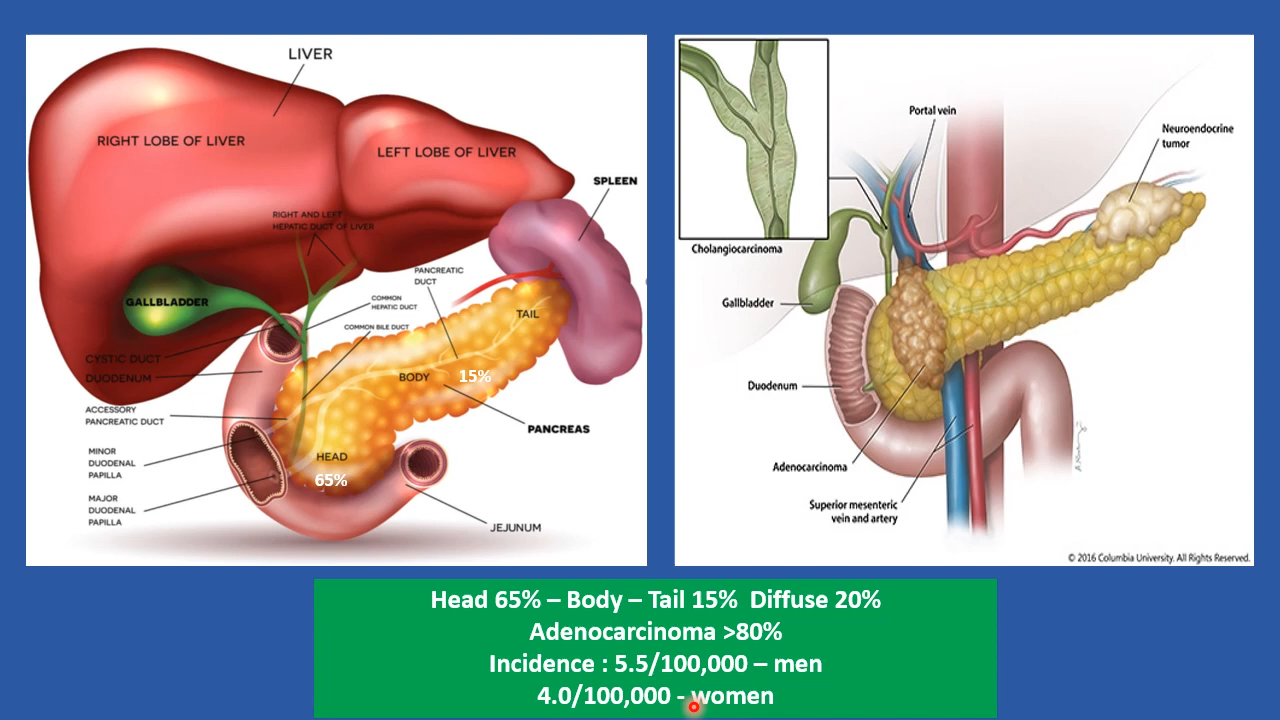 LIVER
RIGHT LOBE OF LIVER
LEFT LOBE OF LIVER
SPLEEN
RIGHT AND LEFT
HEPATIC DUCT OF LIVER
PANCREATIC
DUCT
GALLBLADDER
COMMON
HEPATIC DUCT
TAIL
COMMON BILE DUCT
CYSTIC DUCT
DUODENUM
BODY
15%
ACCESSORY
PANCREATIC DUCT
PANCREAS
MINOR
DUODENAL
PAPILLA
HEAD
65%
MAJOR
DUODENAL
PAPILLA
JEJUNUM
Portal vein
Neuroendocrine
tumor
Cholangiocarcinoma
Gallbladder
Duodenum
Adenocarcinoma
Superior mesenteric
vein and artery
© 2016 Columbia University. All Rights Reserved.
Head 65% – Body – Tail 15%  Diffuse 20%
Adenocarcinoma >80%
Incidence : 5.5/100,000 – men
4.0/100,000 - women